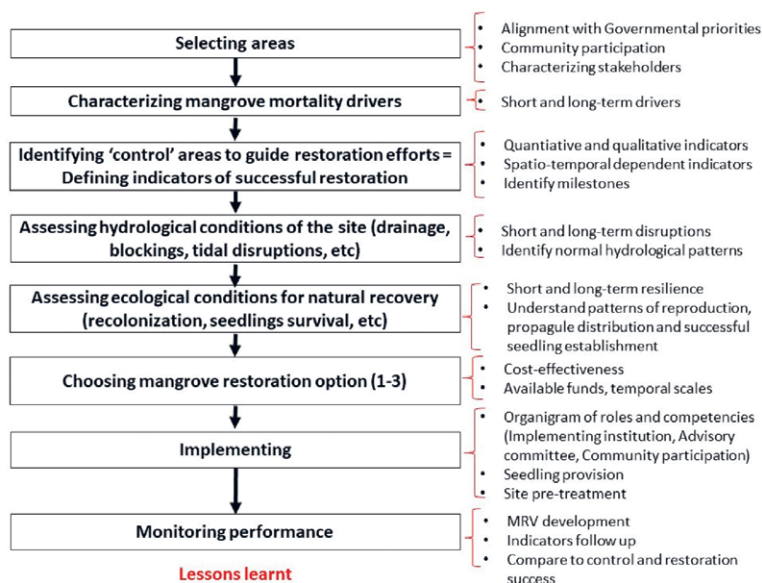 Selecting areas
• Alignment with Governmental priorities
• Community participation
• Characterizing stakeholders
Characterizing mangrove mortality drivers
• Short and long-term drivers
Identifying ‘control’ areas to guide restoration efforts =
Defining indicators of successful restoration
• Quantiative and qualitative indicators
• Spatio-temporal dependent indicators
• Identify milestones
Assessing hydrological conditions of the site (drainage,
blockings, tidal disruptions, etc)
• Short and long-term disruptions
• Identify normal hydrological patterns
Assessing ecological conditions for natural recovery
(recolonization, seedlings survival, etc)
• Short and long-term resilience
• Understand patterns of reproduction,
propagule distribution and successful
seedling establishment
Choosing mangrove restoration option (1-3)
• Cost-effectiveness
• Available funds, temporal scales
Implementing
• Organigram of roles and competencies
(Implementing institution, Advisory
committee, Community participation)
• Seedling provision
• Site pre-treatment
Monitoring performance
• MRV development
• Indicators follow up
• Compare to control and restoration
success
Lessons learnt